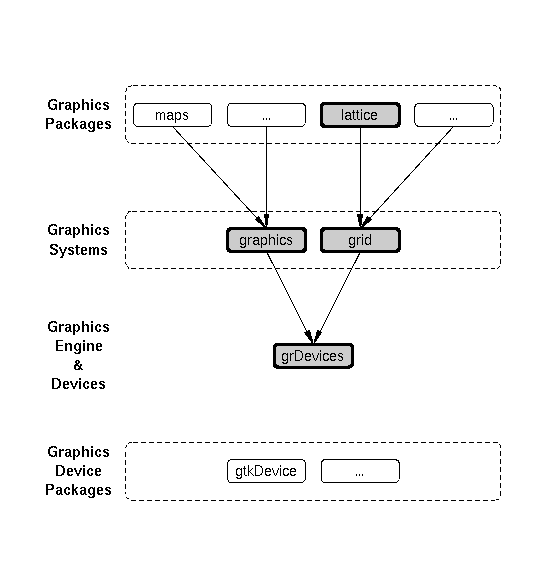 Graphics
Packages
maps
...
lattice
...
Graphics
Systems
graphics
grid
Graphics
Engine
&
Devices
grDevices
Graphics
Device
Packages
gtkDevice
...